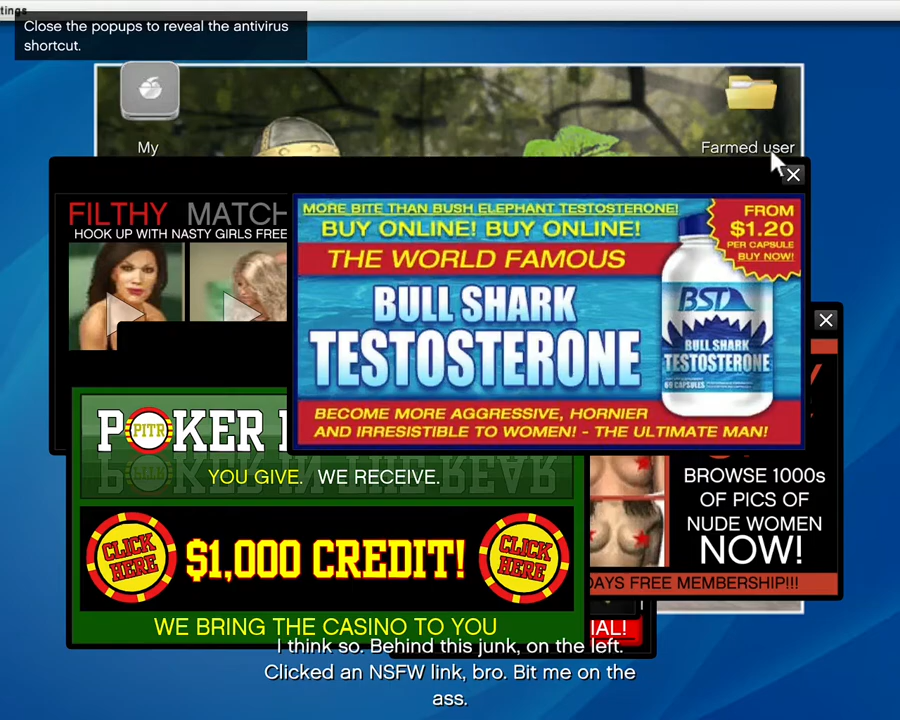 tings
Close the popups to reveal the antivirus
shortcut.
My
Farmed user
FILTHY MATCH
HOOK UP WITH NASTY GIRLS FREE
MORE BITE THAN BUSH ELEPHANT TESTOSTERONE!
BUY ONLINE! BUY ONLINE!
THE WORLD FAMOUS
BULL SHARK
TESTOSTERONE
BECOME MORE AGGRESSIVE, HORNIER
AND IRRESISTIBLE TO WOMEN! - THE ULTIMATE MAN!
FROM
$1.20
PER CAPSULE
BUY NOW!
BST
BULL SHARK
TESTOSTERONE
60 CAPSULES
POKER I
PITR
YOU GIVE. WE RECEIVE.
CLICK
HERE
$1,000 CREDIT!
CLICK
HERE
WE BRING THE CASINO TO YOU
BROWSE 1000s
OF PICS OF
NUDE WOMEN
NOW!
DAYS FREE MEMBERSHIP!!!
IAL!
I think so. Behind this junk, on the left.
Clicked an NSFW link, bro. Bit me on the
ass.